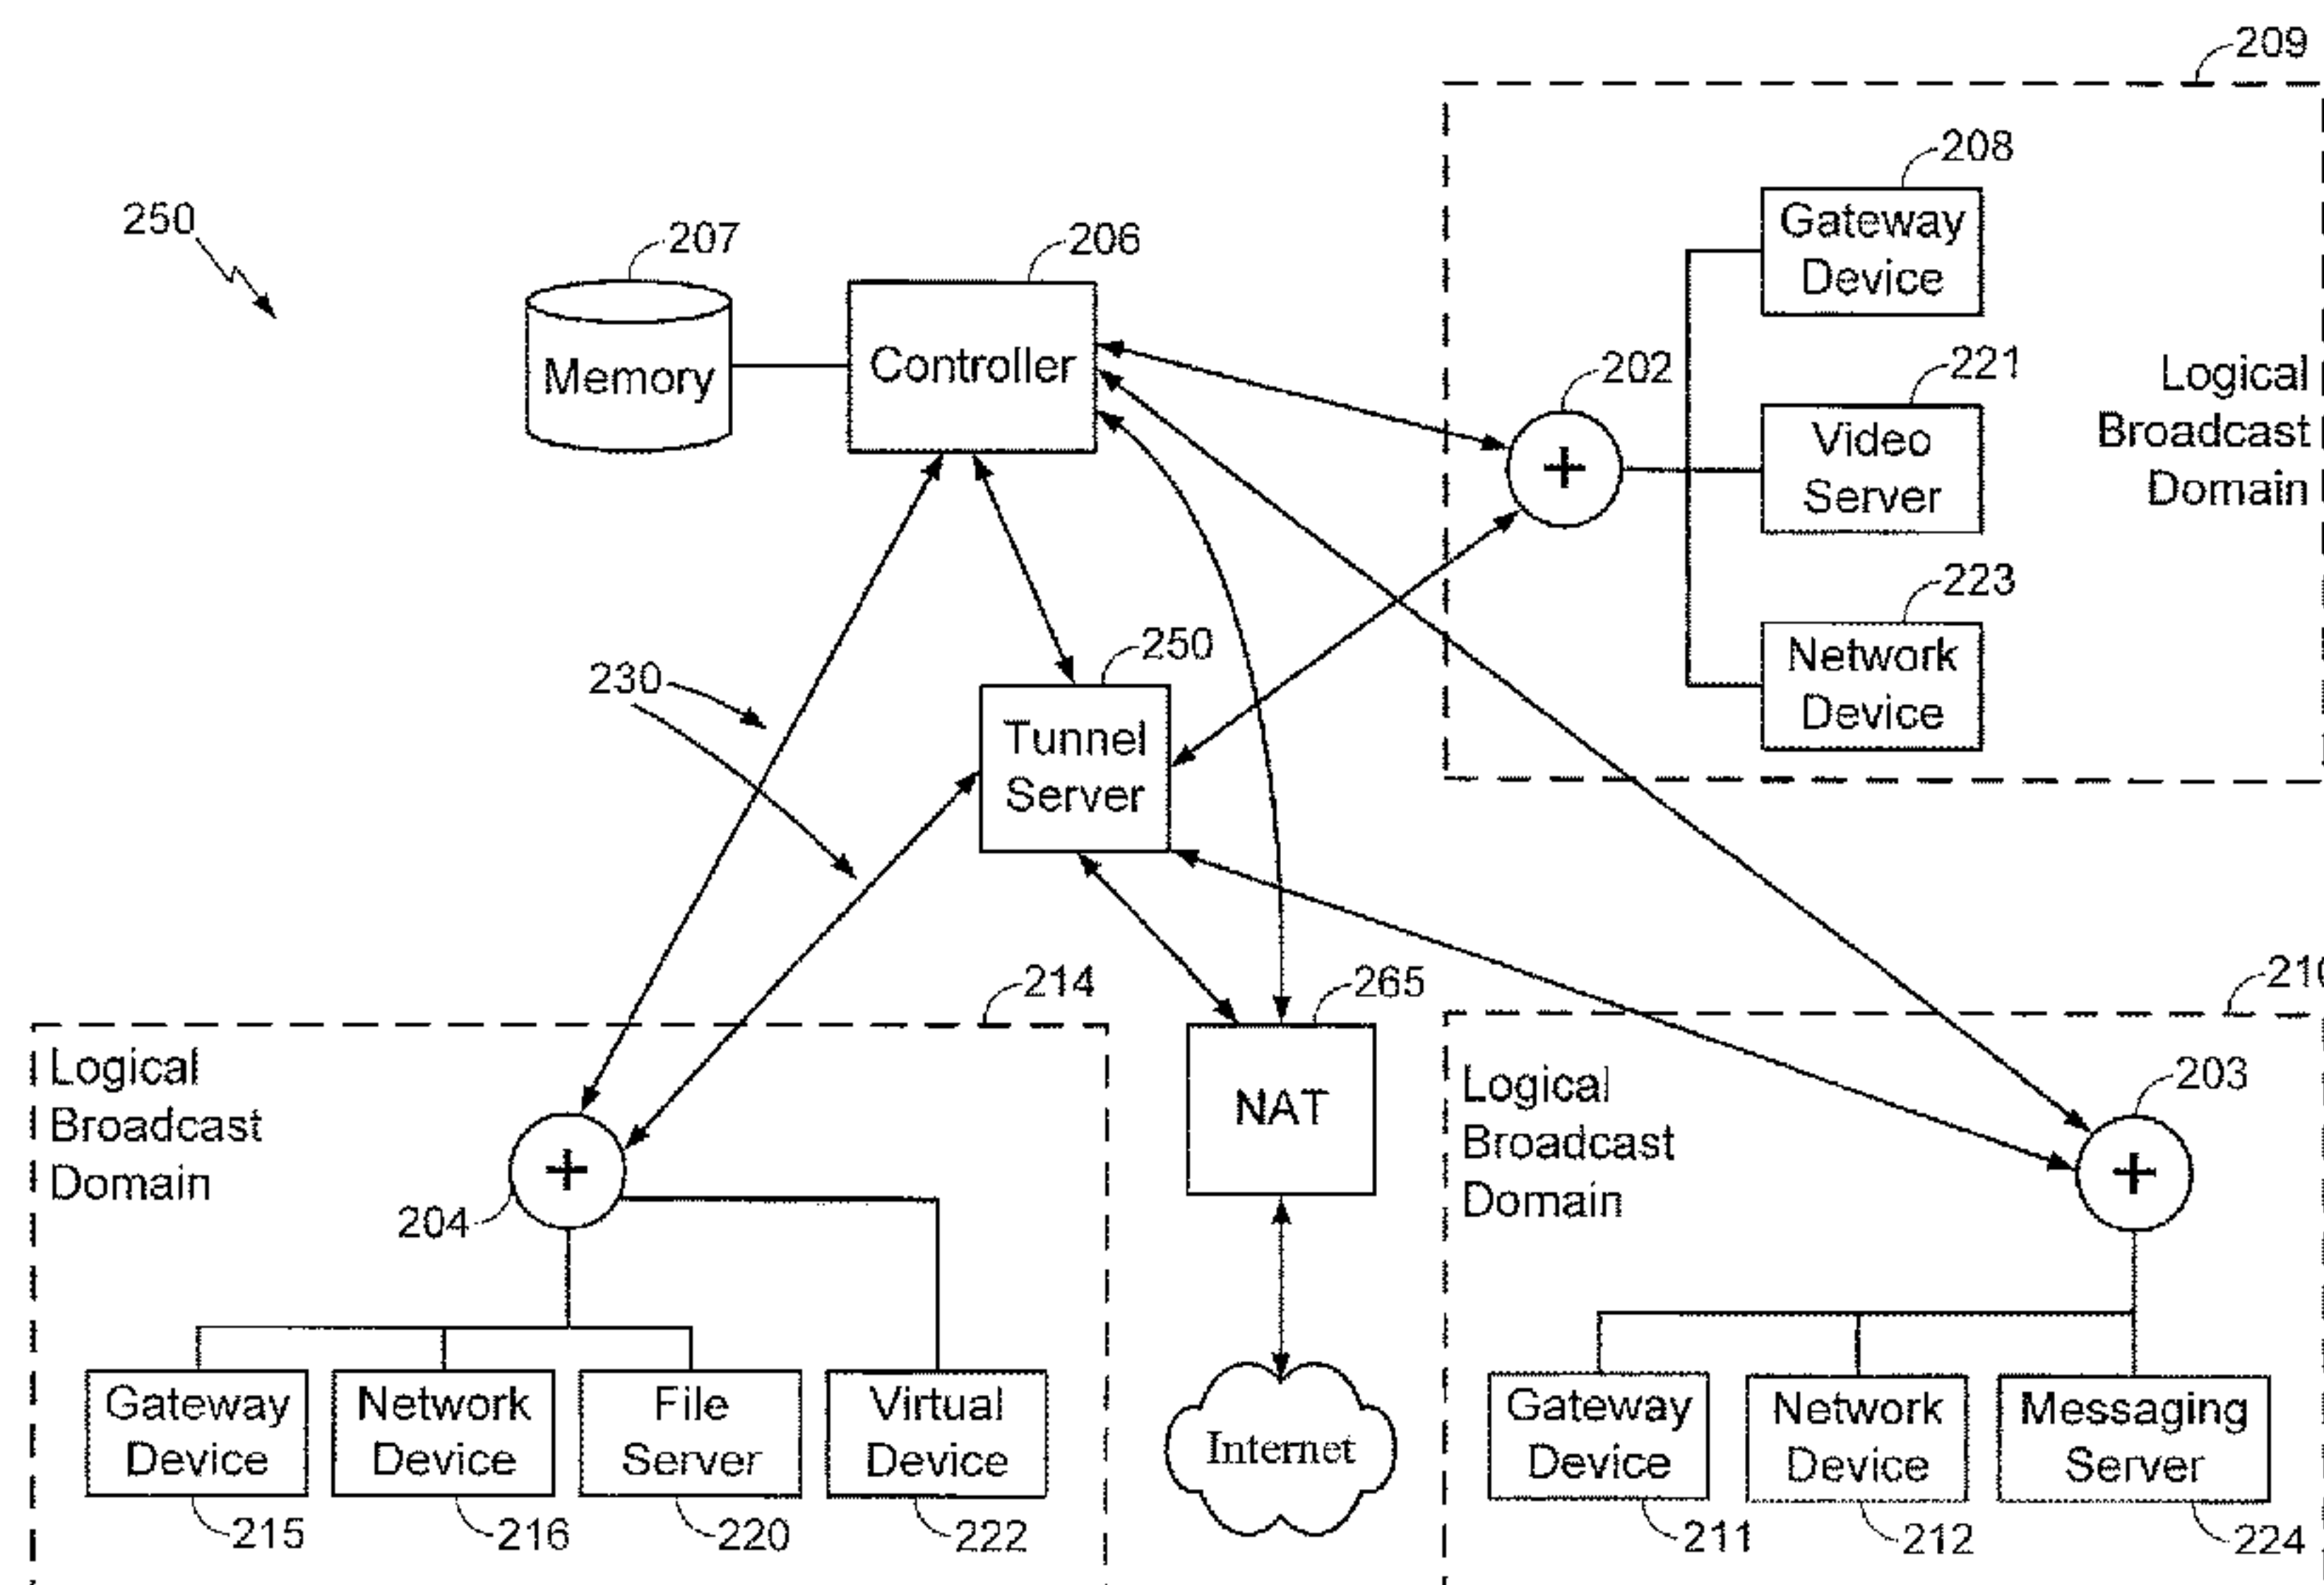 209
208
Gateway
Device
250
207
206
Memory
Controller
202
221
Video
Server
Logical
Broadcast
Domain
223
Network
Device
230
250
Tunnel
Server
214
265
Logical
Broadcast
Domain
204
NAT
Logical
Broadcast
Domain
203
Gateway
Device
Network
Device
File
Server
Virtual
Device
215
216
220
222
Internet
Gateway
Device
Network
Device
Messaging
Server
211
212
224